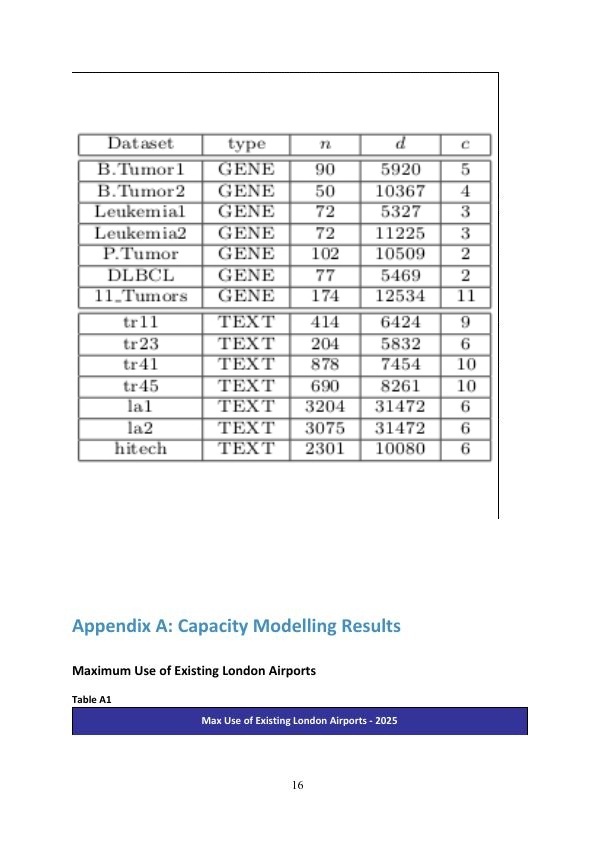 Dataset type n d c
B.Tumor1 GENE 90 5920 5
B.Tumor2 GENE 50 10367 4
Leukemia1 GENE 72 5327 3
Leukemia2 GENE 72 11225 3
P.Tumor GENE 102 10509 2
DLBCL GENE 77 5469 2
11_Tumors GENE 174 12534 11
tr11 TEXT 414 6424 9
tr23 TEXT 204 5832 6
tr41 TEXT 878 7454 10
tr45 TEXT 690 8261 10
la1 TEXT 3204 31472 6
la2 TEXT 3075 31472 6
hitech TEXT 2301 10080 6
Appendix A: Capacity Modelling Results
Maximum Use of Existing London Airports
Table A1
Max Use of Existing London Airports - 2025
16